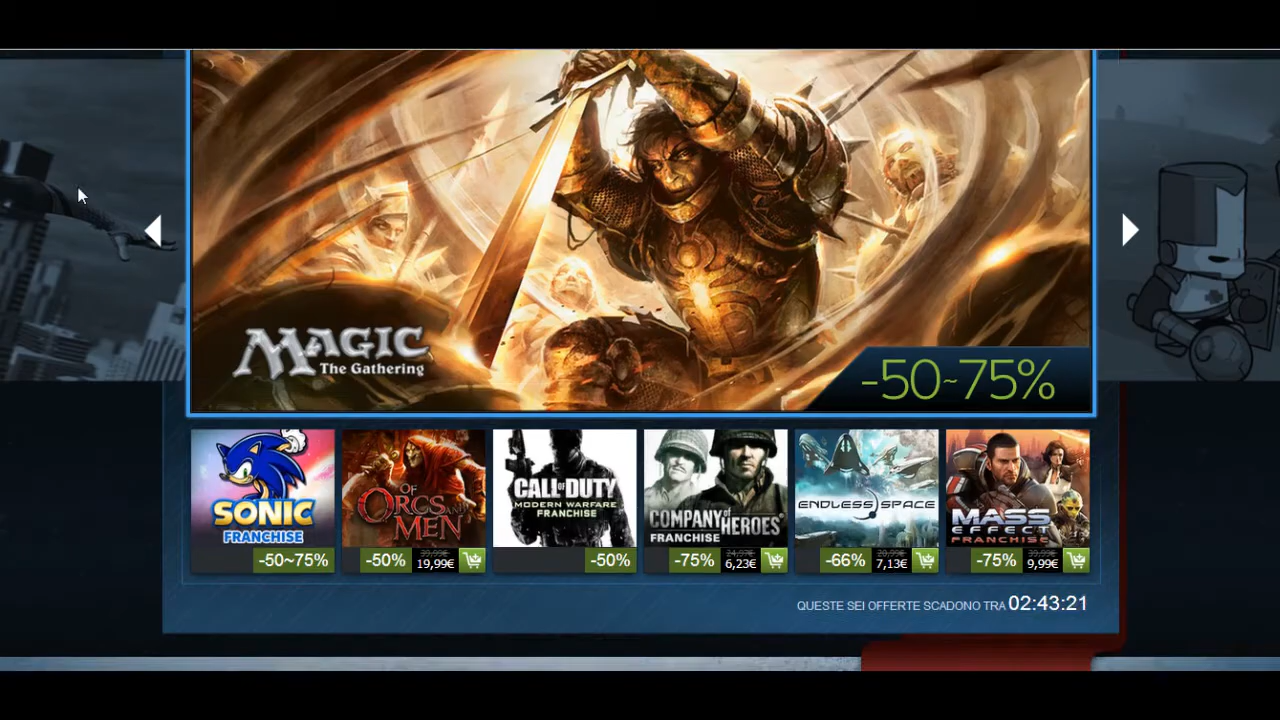 MAGIC
The Gathering
-50~75%
SONIC
FRANCHISE
-50~75%
OF
ORCS AND
MEN
-50%
19,99€
CALL OF DUTY
MODERN WARFARE
FRANCHISE
-50%
COMPANY of HEROES
FRANCHISE
-75%
6,23€
ENDLESS SPACE
-66%
7,13€
MASS
EFFECT
FRANCHISE
-75%
9,99€
QUESTE SEI OFFERTE SCADONO TRA 02:43:21